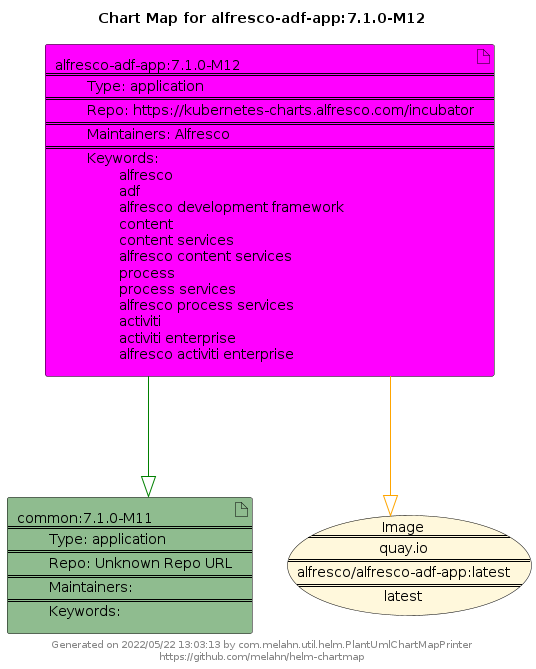 Chart Map for alfresco-adf-app:7.1.0-M12
alfresco-adf-app:7.1.0-M12
Type: application
Repo: https://kubernetes-charts.alfresco.com/incubator
Maintainers: Alfresco
Keywords:
alfresco
adf
alfresco development framework
content
content services
alfresco content services
process
process services
alfresco process services
activiti
activiti enterprise
alfresco activiti enterprise
common:7.1.0-M11
Type: application
Repo: Unknown Repo URL
Maintainers:
Keywords:
Image
quay.io
alfresco/alfresco-adf-app:latest
latest
Generated on 2022/05/22 13:03:13 by com.melahn.util.helm.PlantUmlChartMapPrinter
https://github.com/melahn/helm-chartmap